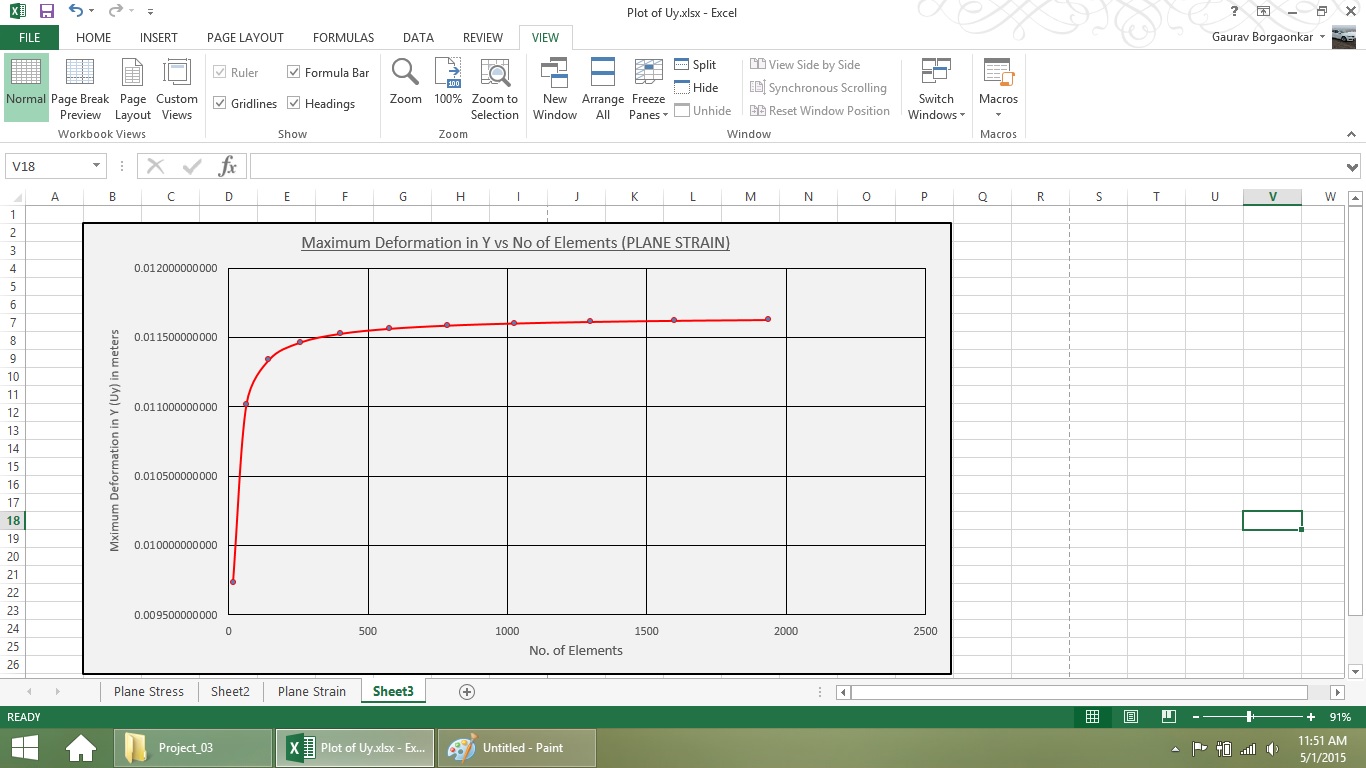 Plot of Uy.xlsx - Excel
?
FILE HOME INSERT PAGE LAYOUT FORMULAS DATA REVIEW VIEW Gaurav Borgaonkar
Normal Page Break Preview Page Layout Custom Views
Workbook Views
Ruler Formula Bar
Gridlines Headings
Show
Zoom 100% Zoom to Selection
100
Zoom
New Window Arrange All Freeze Panes
Split
Hide
Unhide
View Side by Side
Synchronous Scrolling
Reset Window Position
Switch Windows
Window
Macros
Macros
V18 fx
A B C D E F G H I J K L M N O P Q R S T U V W
1
2
3
4
5
6
7
8
9
10
11
12
13
14
15
16
17
18
19
20
21
22
23
24
25
26
Maximum Deformation in Y vs No of Elements (PLANE STRAIN)
Mximum Deformation in Y (Uy) in meters
0.012000000000
0.011500000000
0.011000000000
0.010500000000
0.010000000000
0.009500000000
0 500 1000 1500 2000 2500
No. of Elements
Plane Stress Sheet2 Plane Strain Sheet3
READY 91%
Project_03 Plot of Uy.xlsx - Ex... Untitled - Paint
11:51 AM
5/1/2015